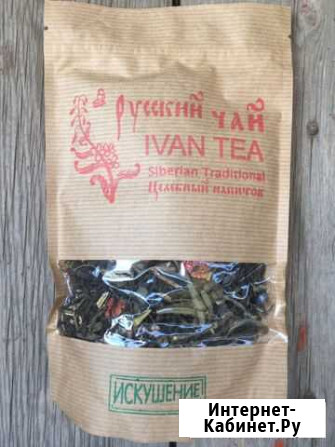 Русский чай
IVAN TEA
Siberian Traditional
Целебный напиток
ИСКУШЕНИЕ
Интернет-
Кабинет.Ру